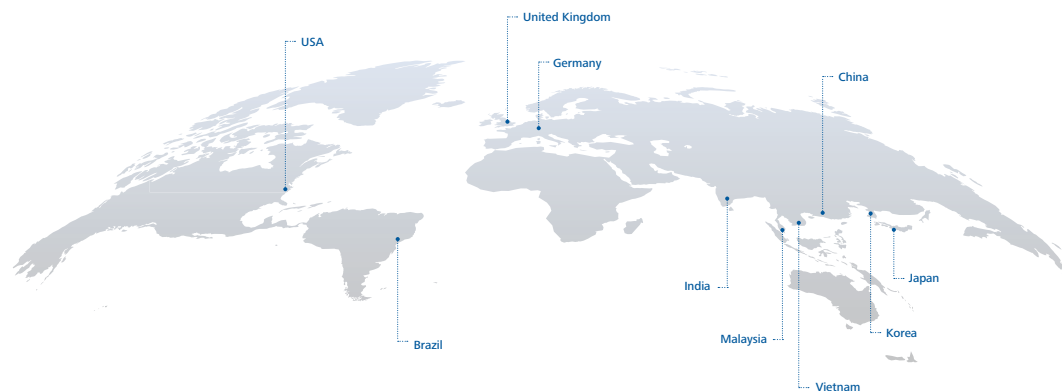 United Kingdom
USA
Germany
China
India
Japan
Korea
Malaysia
Brazil
Vietnam